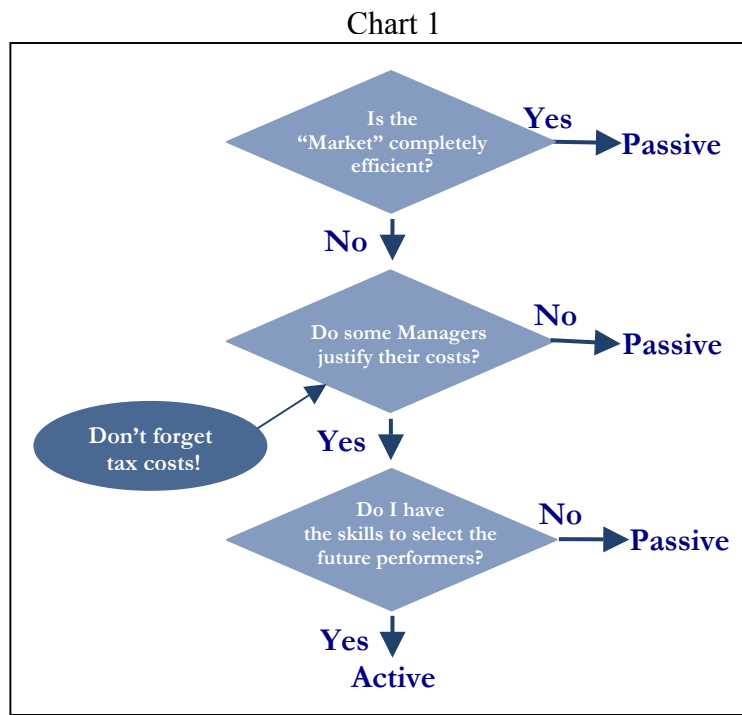 Chart 1
Is the
“Market” completely
efficient?
Yes
Passive
No
Do some Managers
justify their costs?
No
Passive
Don’t forget
tax costs!
Yes
Do I have
the skills to select the
future performers?
No
Passive
Yes
Active